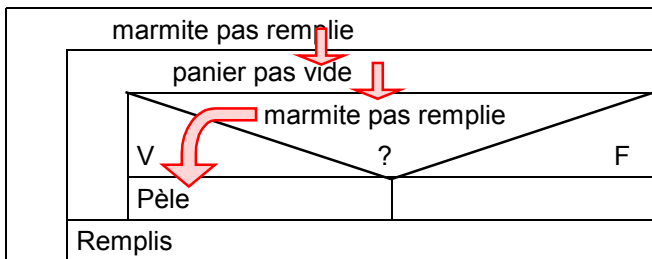 marmite pas remplie
panier pas vide
marmite pas remplie
V ? F
Pèle
Remplis